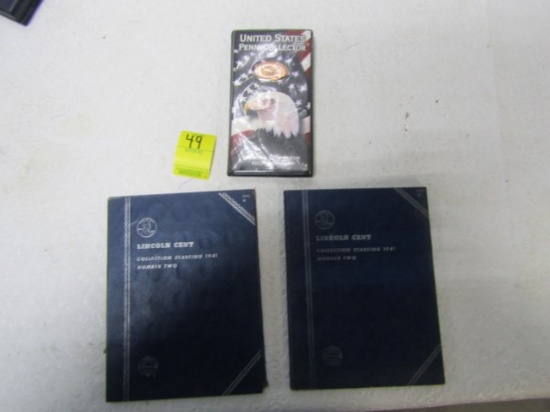 UNITED STATES
PENNY COLLECTOR
49
LINCOLN CENT
COLLECTION STARTING 1941
NUMBER TWO
LINCOLN CENT
COLLECTION STARTING 1941
NUMBER TWO